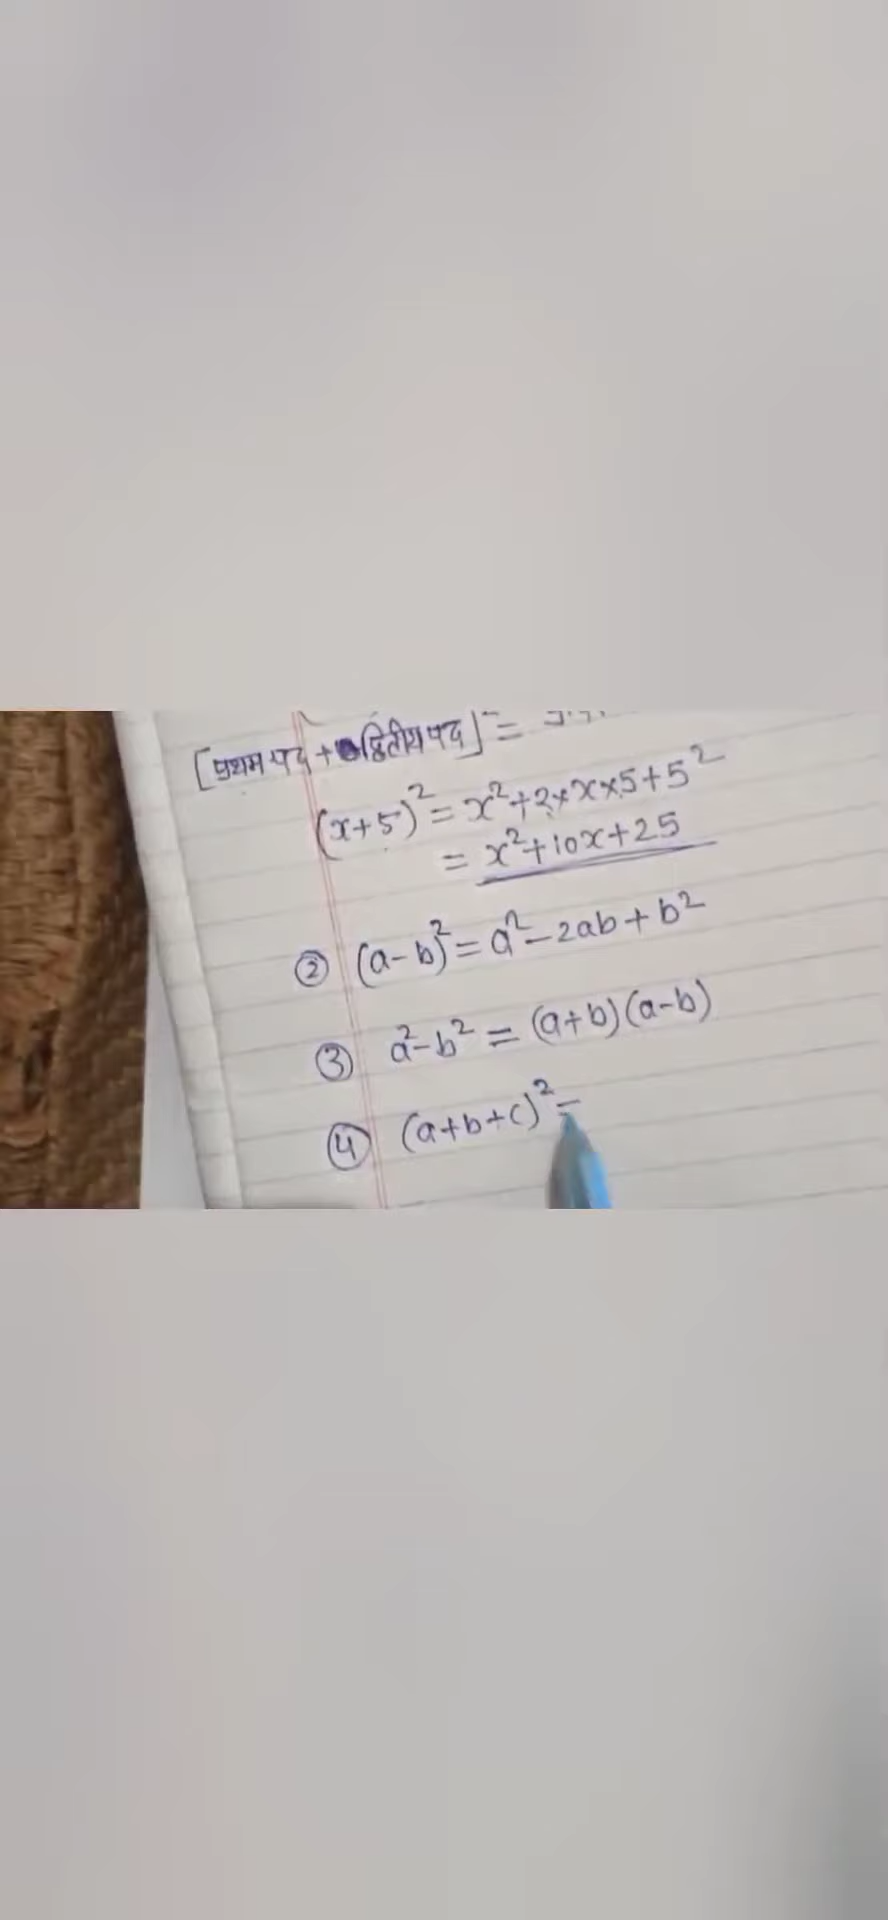 [प्रथम पद + द्वितीय पद]² =
(x+5)² = x²+2×x×5+5²
= x²+10x+25
② (a-b)² = a²-2ab+b²
③ a²-b² = (a+b)(a-b)
④ (a+b+c)² =